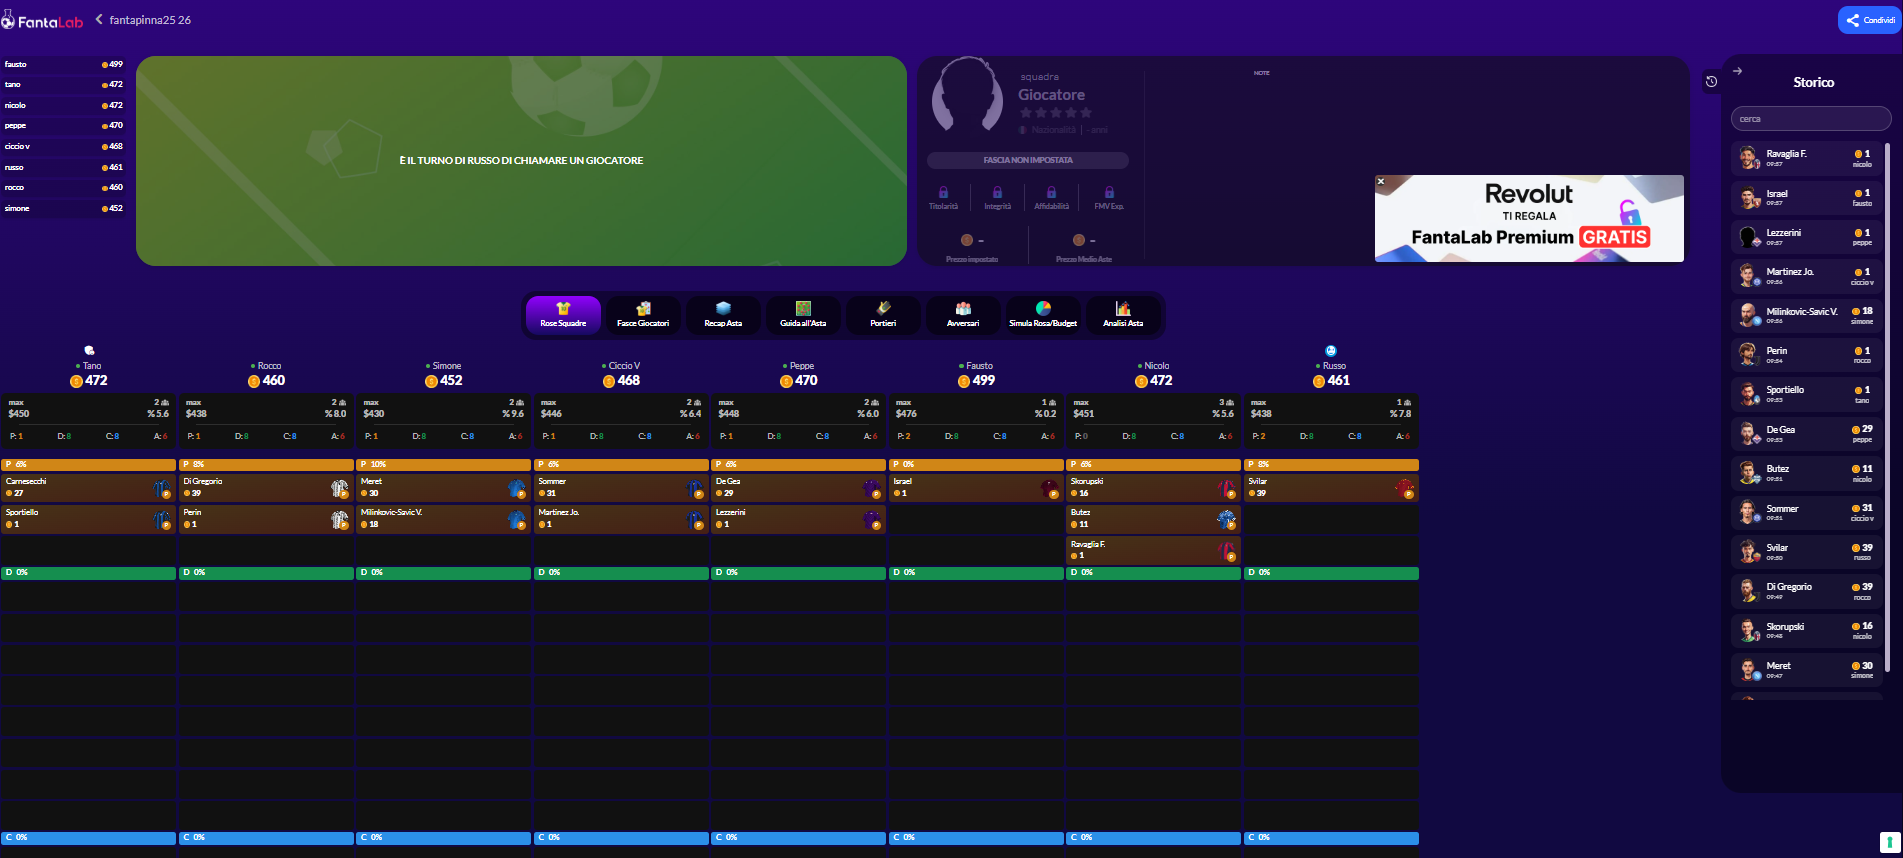 FantaLab
fantapinna25 26
Condividi
fausto 499
tano 472
nicolo 472
peppe 470
ciccio v 468
russo 461
rocco 460
simone 452
È IL TURNO DI RUSSO DI CHIAMARE UN GIOCATORE
squadra
Giocatore
Nazionalità | - anni
FASCIA NON IMPOSTATA
Titolarità Integrità Affidabilità FMV Exp.
- -
Prezzo impostato Prezzo Medio Aste
NOTE
Revolut
TI REGALA
FantaLab Premium GRATIS
Rose Squadre Fasce Giocatori Recap Asta Guida all'Asta Portieri Avversari Simula Rosa/Budget Analisi Asta
Tano Rocco Simone Ciccio V Peppe Fausto Nicolo Russo
472 460 452 468 470 499 472 461
max 2 max 2 max 2 max 2 max 2 max 1 max 3 max 1
$450 % 5.6 $438 % 8.0 $430 % 9.6 $446 % 6.4 $448 % 6.0 $476 % 0.2 $451 % 5.6 $438 % 7.8
P: 1 D: 8 C: 8 A: 6 P: 1 D: 8 C: 8 A: 6 P: 1 D: 8 C: 8 A: 6 P: 1 D: 8 C: 8 A: 6 P: 1 D: 8 C: 8 A: 6 P: 2 D: 8 C: 8 A: 6 P: 0 D: 8 C: 8 A: 6 P: 2 D: 8 C: 8 A: 6
P 6% P 8% P 10% P 6% P 6% P 0% P 6% P 8%
Carnesecchi Di Gregorio Meret Sommer De Gea Israel Skorupski Svilar
27 39 30 31 29 1 16 39
Sportiello Perin Milinkovic-Savic V. Martinez Jo. Lezzerini Butez
1 1 18 1 1 11
Ravaglia F.
1
D 0% D 0% D 0% D 0% D 0% D 0% D 0% D 0%
C 0% C 0% C 0% C 0% C 0% C 0% C 0% C 0%
Storico
cerca
Ravaglia F. 1
09:57 nicolo
Israel 1
09:57 fausto
Lezzerini 1
09:57 peppe
Martinez Jo. 1
09:56 ciccio v
Milinkovic-Savic V. 18
09:56 simone
Perin 1
09:54 rocco
Sportiello 1
09:53 tano
De Gea 29
09:53 peppe
Butez 11
09:51 nicolo
Sommer 31
09:51 ciccio v
Svilar 39
09:50 russo
Di Gregorio 39
09:49 rocco
Skorupski 16
09:48 nicolo
Meret 30
09:47 simone